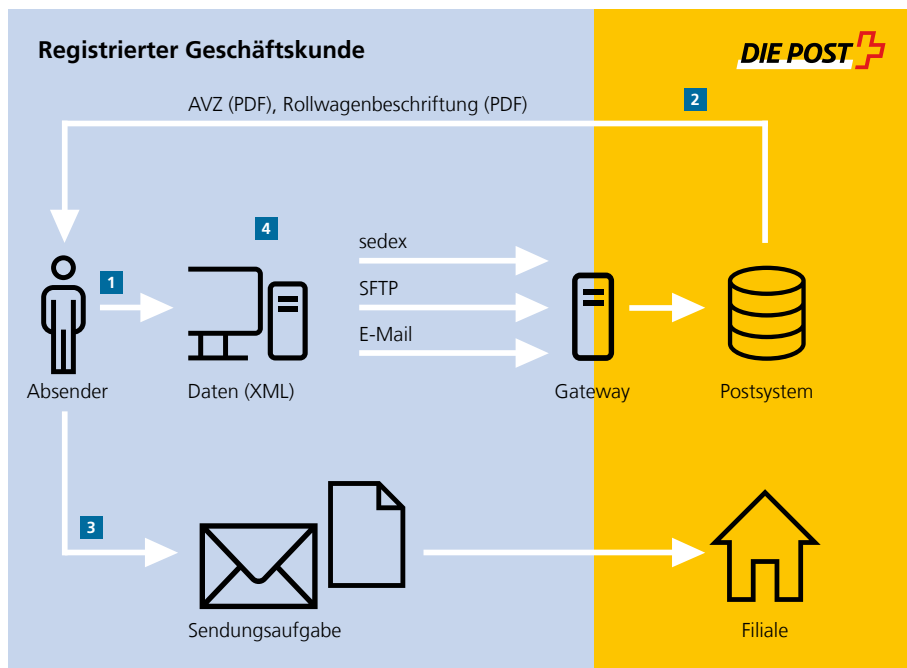 Registrierter Geschäftskunde
DIE POST
AVZ (PDF), Rollwagenbeschriftung (PDF)
2
4
sedex
1
SFTP
E-Mail
Absender
Daten (XML)
Gateway
Postsystem
3
Sendungsaufgabe
Filiale